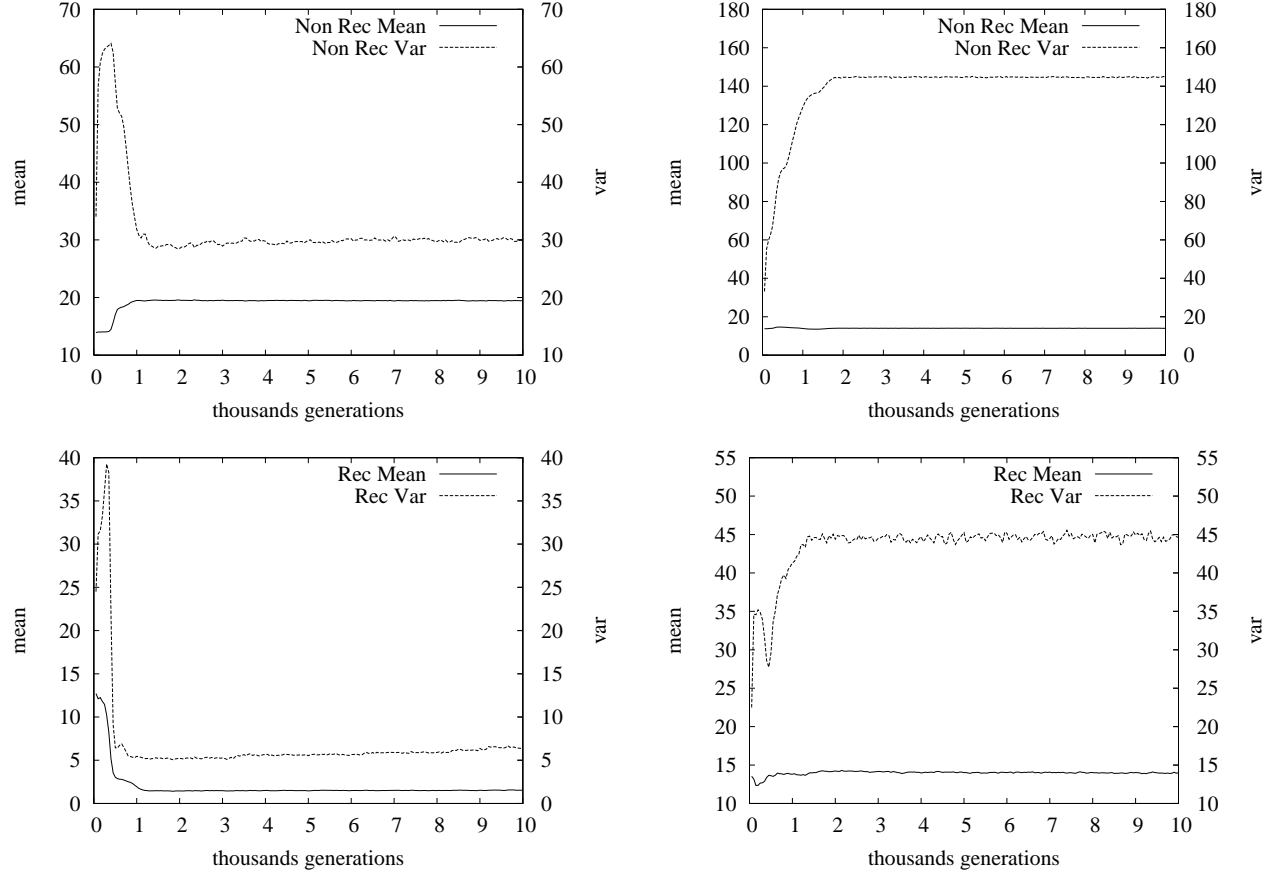 70 70
Non Rec Mean
Non Rec Var
60 60
50 50
mean 40 40 var
30 30
20 20
10 10
0 1 2 3 4 5 6 7 8 9 10
thousands generations
180 180
Non Rec Mean
160 160
Non Rec Var
140 140
120 120
mean 100 100 var
80 80
60 60
40 40
20 20
0 0
0 1 2 3 4 5 6 7 8 9 10
thousands generations
40 40
Rec Mean
Rec Var
35 35
30 30
25 25
mean 20 20 var
15 15
10 10
5 5
0 0
0 1 2 3 4 5 6 7 8 9 10
thousands generations
55 55
Rec Mean
50 50
Rec Var
45 45
40 40
35 35
mean 30 30 var
25 25
20 20
15 15
10 10
0 1 2 3 4 5 6 7 8 9 10
thousands generations